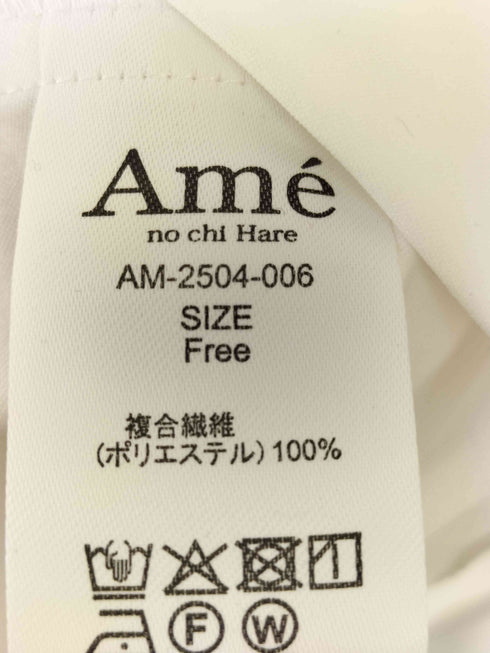 Amé
no chi Hare
AM-2504-006
SIZE
Free
複合繊維
(ポリエステル)100%
F W